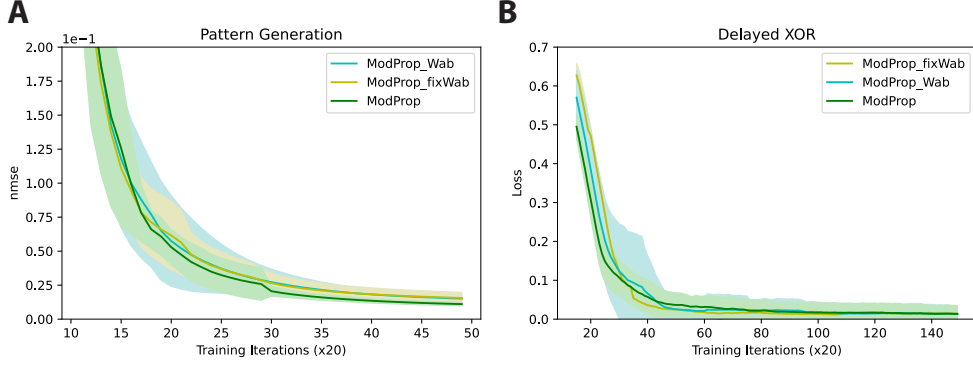 A
Pattern Generation
1e−1
2.00
1.75
1.50
1.25
1.00
0.75
0.50
0.25
0.00
nmse
ModProp_Wab
ModProp_fixWab
ModProp
10 15 20 25 30 35 40 45 50
Training Iterations (x20)
B
Delayed XOR
0.7
0.6
0.5
0.4
0.3
0.2
0.1
0.0
Loss
ModProp_fixWab
ModProp_Wab
ModProp
20 40 60 80 100 120 140
Training Iterations (x20)